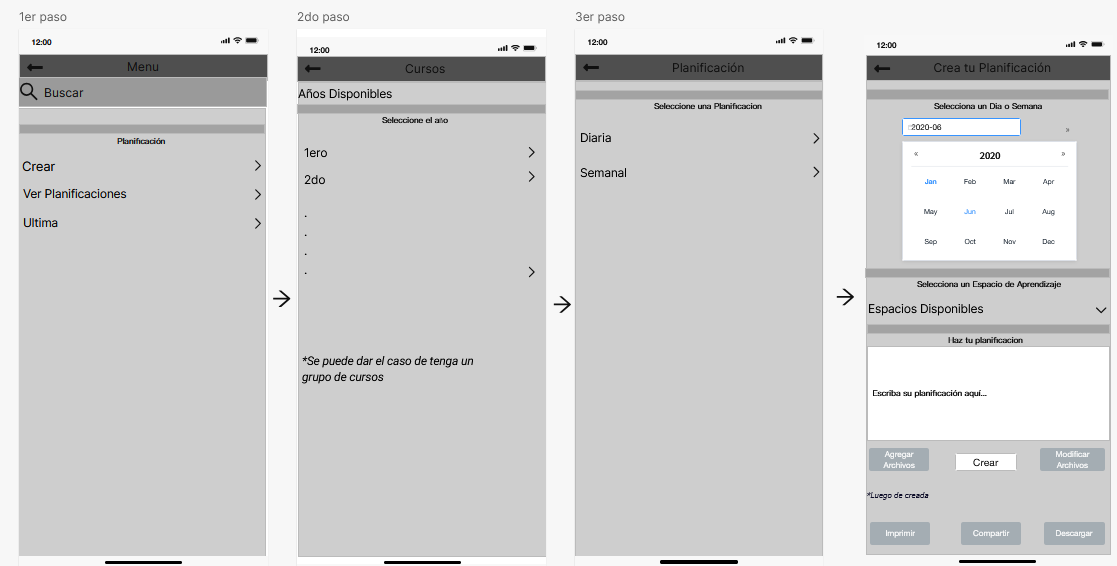 1er paso
12:00
Menu
Buscar
Planificación
Crear
Ver Planificaciones
Ultima
2do paso
12:00
Cursos
Años Disponibles
Seleccione el año
1ero
2do
.
.
.
.
*Se puede dar el caso de tenga un
grupo de cursos
3er paso
12:00
Planificación
Seleccione una Planificacion
Diaria
Semanal
12:00
Crea tu Planificación
Selecciona un Dia o Semana
2020-06
»
« 2020 »
Jan Feb Mar Apr
May Jun Jul Aug
Sep Oct Nov Dec
Selecciona un Espacio de Aprendizaje
Espacios Disponibles
Haz tu planificacion
Escriba su planificación aquí...
Agregar
Archivos
Crear
Modificar
Archivos
*Luego de creada
Imprimir Compartir Descargar